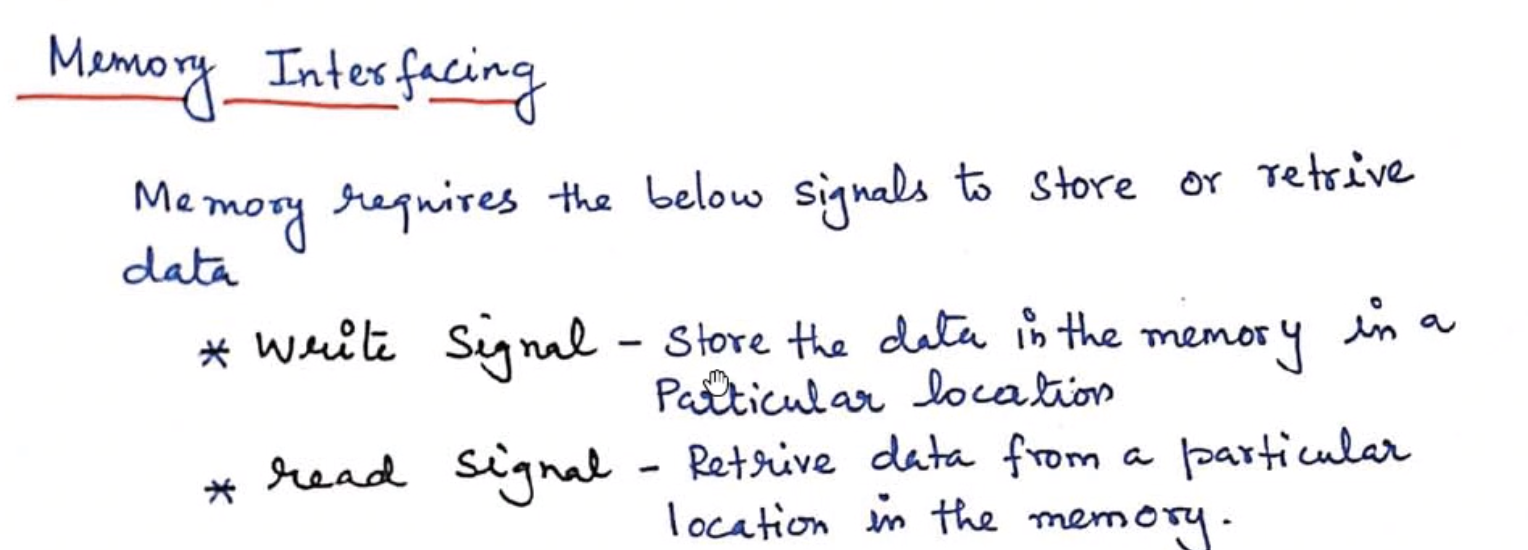 Memory Interfacing
Memory requires the below signals to store or retrive
data
* write signal - Store the data in the memory in a
Particular location
* read signal - Retrive data from a particular
location in the memory.